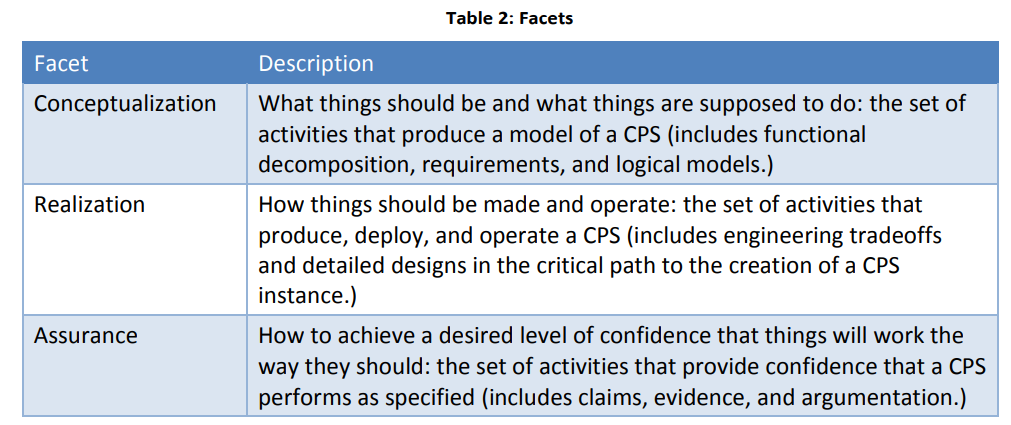 Table 2: Facets
Facet Description
Conceptualization What things should be and what things are supposed to do: the set of
activities that produce a model of a CPS (includes functional
decomposition, requirements, and logical models.)
Realization How things should be made and operate: the set of activities that
produce, deploy, and operate a CPS (includes engineering tradeoffs
and detailed designs in the critical path to the creation of a CPS
instance.)
Assurance How to achieve a desired level of confidence that things will work the
way they should: the set of activities that provide confidence that a CPS
performs as specified (includes claims, evidence, and argumentation.)